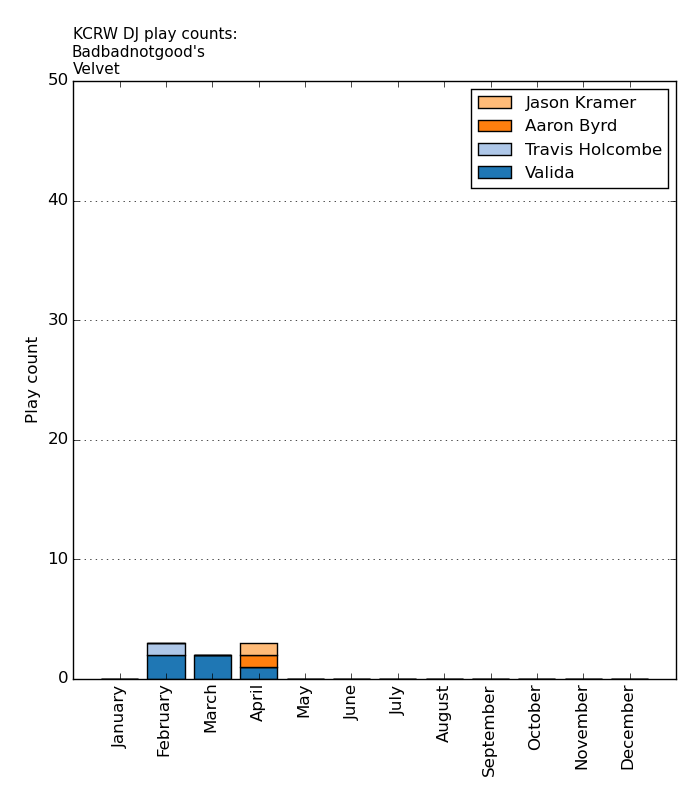 KCRW DJ play counts:
Badbadnotgood's
Velvet
Jason Kramer
Aaron Byrd
Travis Holcombe
Valida
Play count
50
40
30
20
10
0
January
February
March
April
May
June
July
August
September
October
November
December